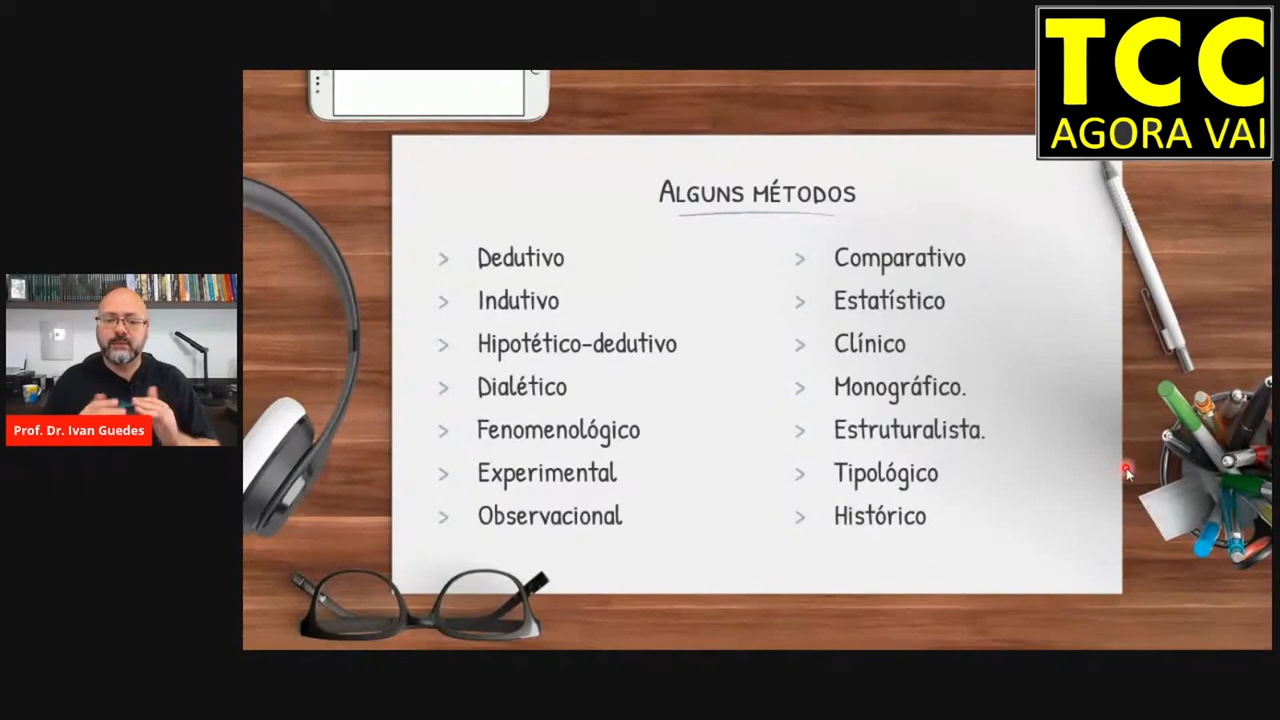 TCC
AGORA VAI
ALGUNS MÉTODOS
> Dedutivo
> Indutivo
> Hipotético-dedutivo
> Dialético
> Fenomenológico
> Experimental
> Observacional
> Comparativo
> Estatístico
> Clínico
> Monográfico.
> Estruturalista.
> Tipológico
> Histórico
Prof. Dr. Ivan Guedes